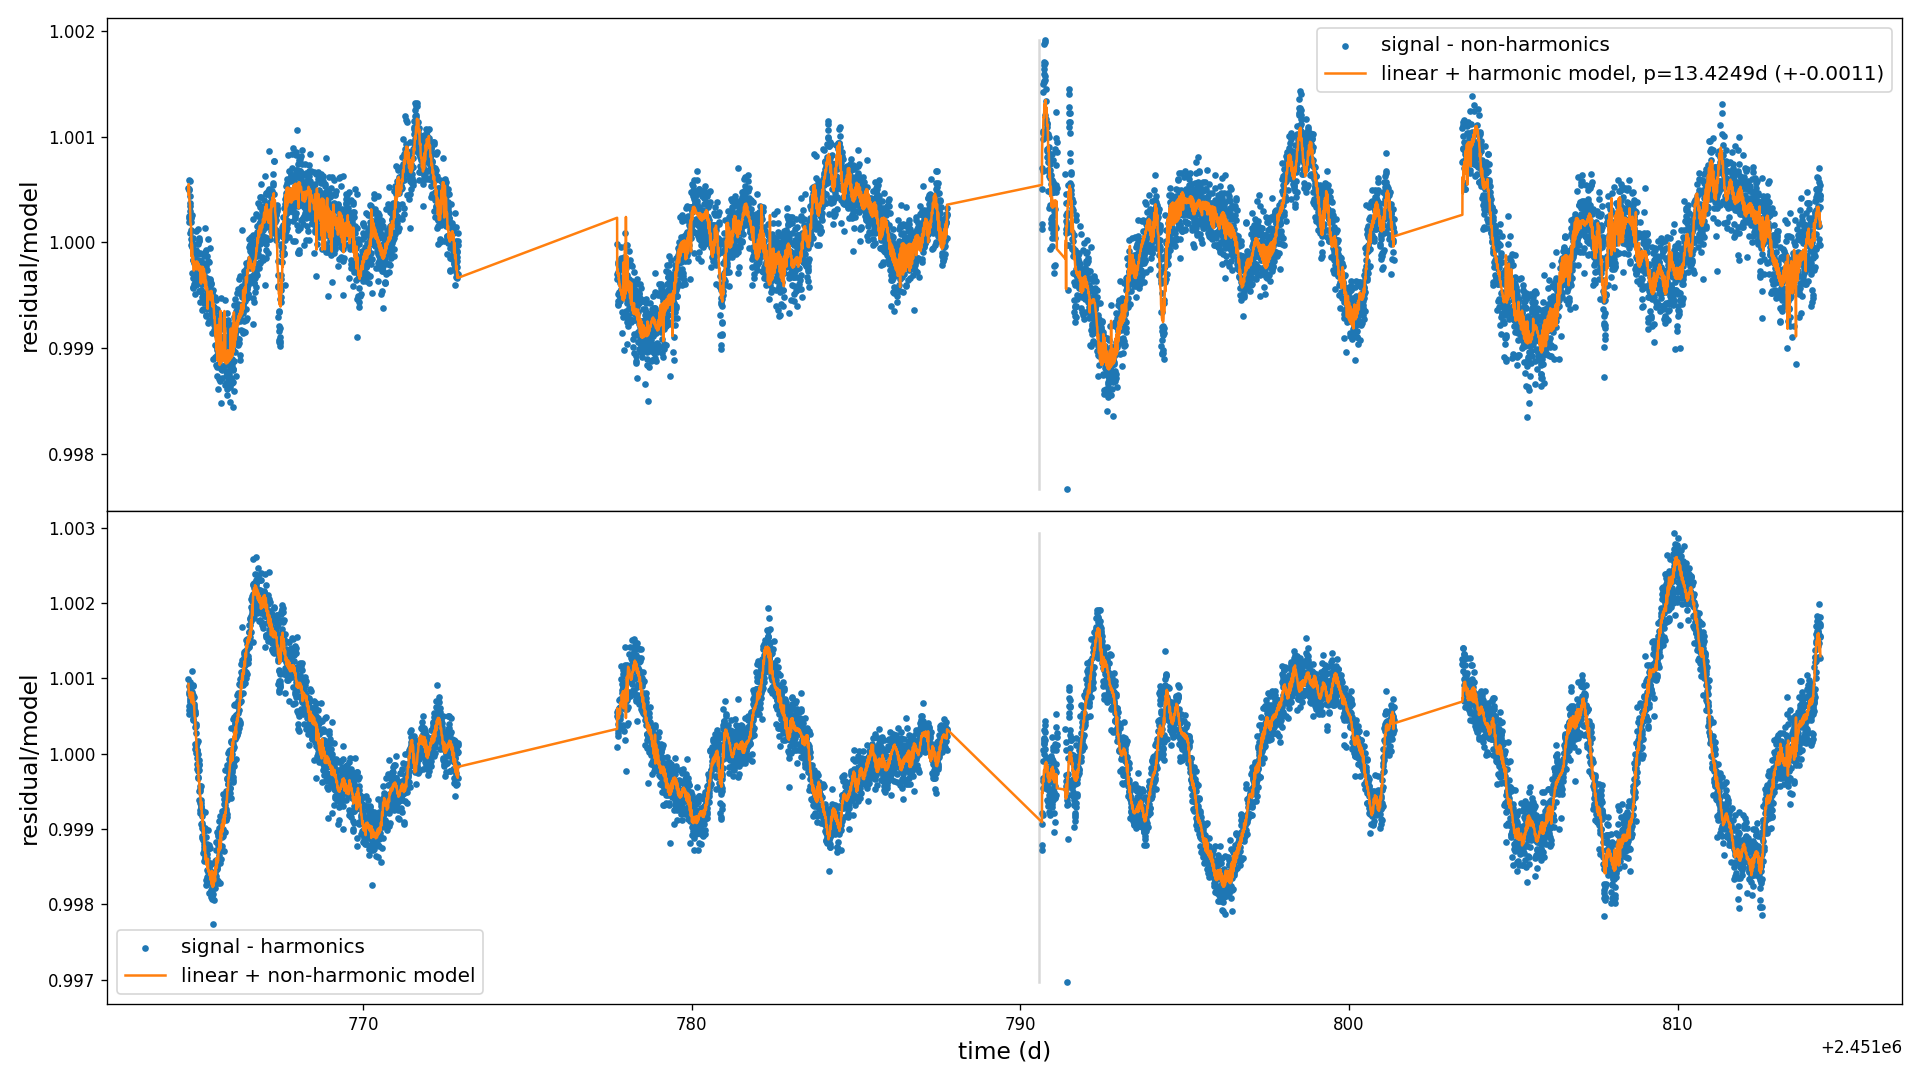 1.002
1.001
1.000
0.999
0.998
residual/model
signal - non-harmonics
linear + harmonic model, p=13.4249d (+-0.0011)
1.003
1.002
1.001
1.000
0.999
0.998
0.997
residual/model
signal - harmonics
linear + non-harmonic model
770 780 790 800 810
time (d)
+2.451e6